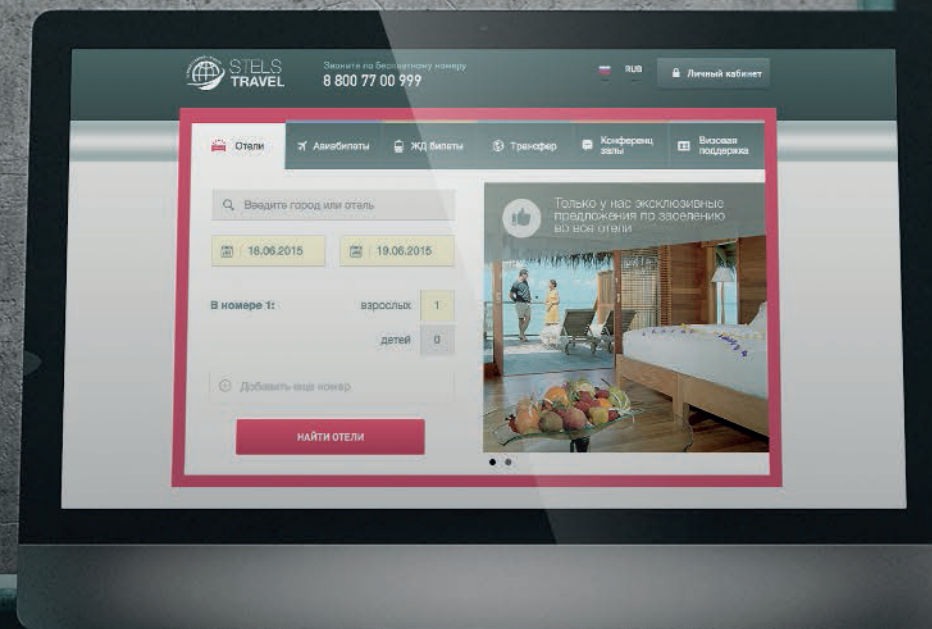 STELS
TRAVEL
Звоните по бесплатному номеру
8 800 77 00 999
RUB
Личный кабинет
Отели
Авиабилеты
ЖД билеты
Трансфер
Конференц
залы
Визовая
поддержка
Введите город или отель
Только у нас эксклюзивные
предложения по заселению
во все отели
16.06.2015
19.06.2015
В номере 1:
взрослых
1
детей
0
Добавить еще номер
НАЙТИ ОТЕЛИ